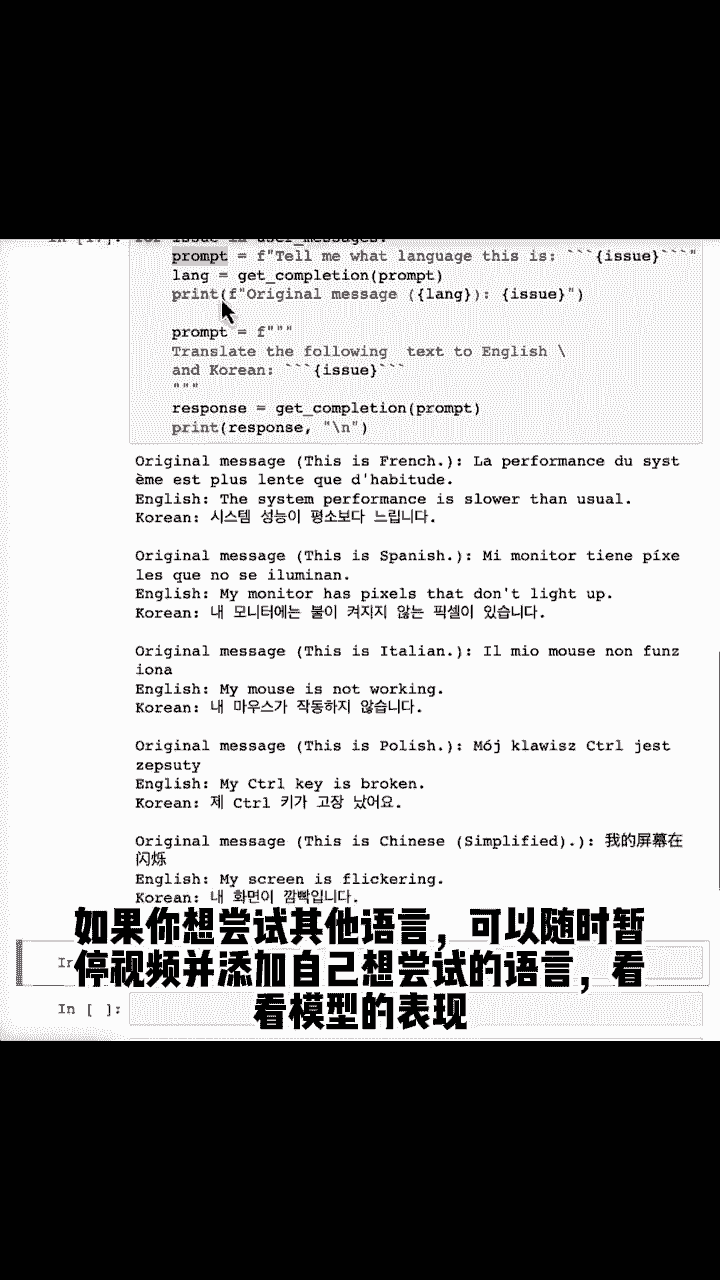 In [17]: for issue in user_messages:
prompt = f"Tell me what language this is: ```{issue}```"
lang = get_completion(prompt)
print(f"Original message ({lang}): {issue}")
prompt = f"""
Translate the following  text to English \
and Korean: ```{issue}```
"""
response = get_completion(prompt)
print(response, "\n")
Original message (This is French.): La performance du syst
ème est plus lente que d'habitude.
English: The system performance is slower than usual.
Korean: 시스템 성능이 평소보다 느립니다.
Original message (This is Spanish.): Mi monitor tiene píxe
les que no se iluminan.
English: My monitor has pixels that don't light up.
Korean: 내 모니터에는 불이 켜지지 않는 픽셀이 있습니다.
Original message (This is Italian.): Il mio mouse non funz
iona
English: My mouse is not working.
Korean: 내 마우스가 작동하지 않습니다.
Original message (This is Polish.): Mój klawisz Ctrl jest
zepsuty
English: My Ctrl key is broken.
Korean: 제 Ctrl 키가 고장 났어요.
Original message (This is Chinese (Simplified).): 我的屏幕在
闪烁
English: My screen is flickering.
Korean: 내 화면이 깜빡입니다.
如果你想尝试其他语言，可以随时暂
停视频并添加自己想尝试的语言，看
看模型的表现
In [ ]: